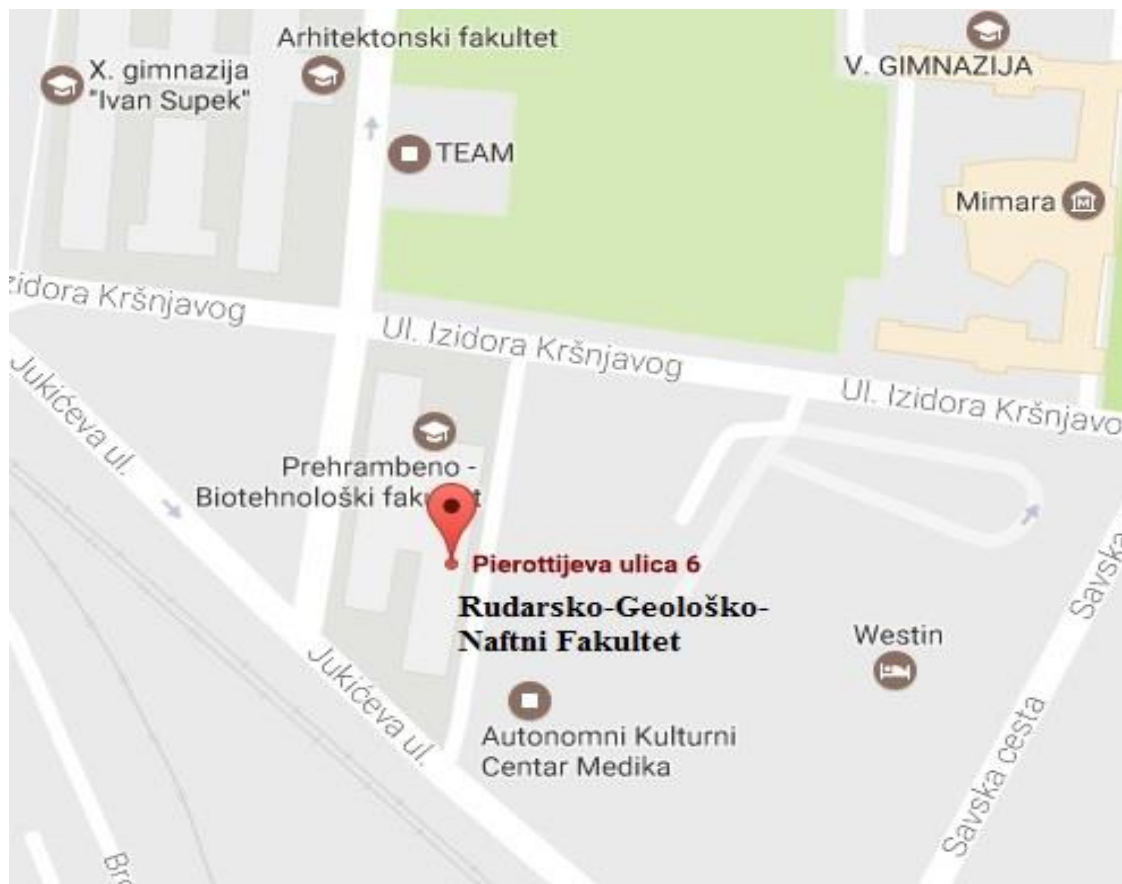 Arhitektonski fakultet
X. gimnazija
"Ivan Supek"
V. GIMNAZIJA
TEAM
Mimara
zidora Kršnjavog
Ul. Izidora Kršnjavog
Ul. Izidora Kršnjavo
Jukićeva ul.
Prehrambeno -
Biotehnološki
Pierottijeva ulica 6
Rudarsko-Geološko-
Naftni Fakultet
Savska
Westin
Jukićeva ul.
Autonomni Kulturni
Centar Medika
Savska cesta